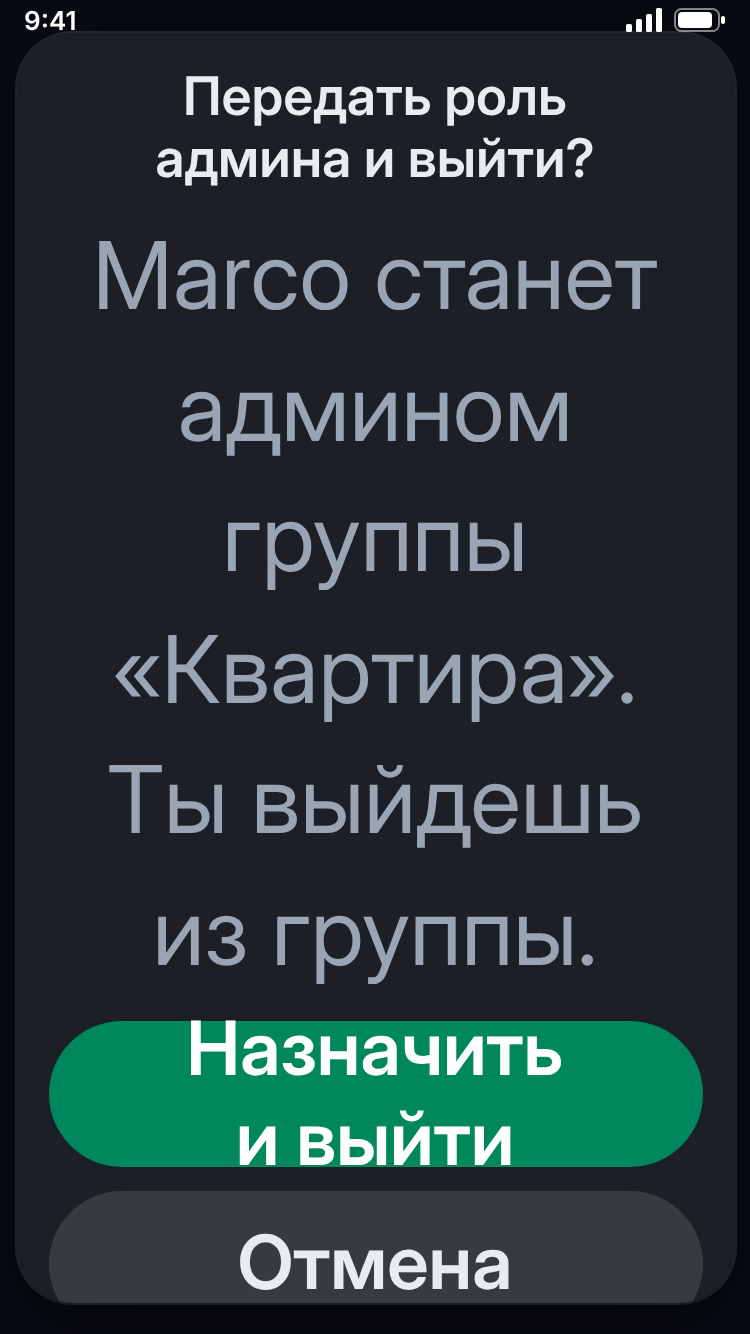 9:41
Передать роль
админа и выйти?
Marco станет
админом
группы
«Квартира».
Ты выйдешь
из группы.
Назначить
и выйти
Отмена